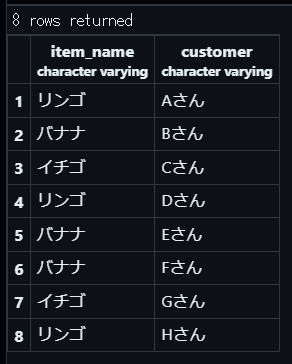 8 rows returned
item_name customer
character varying character varying
1 リンゴ Aさん
2 バナナ Bさん
3 イチゴ Cさん
4 リンゴ Dさん
5 バナナ Eさん
6 バナナ Fさん
7 イチゴ Gさん
8 リンゴ Hさん